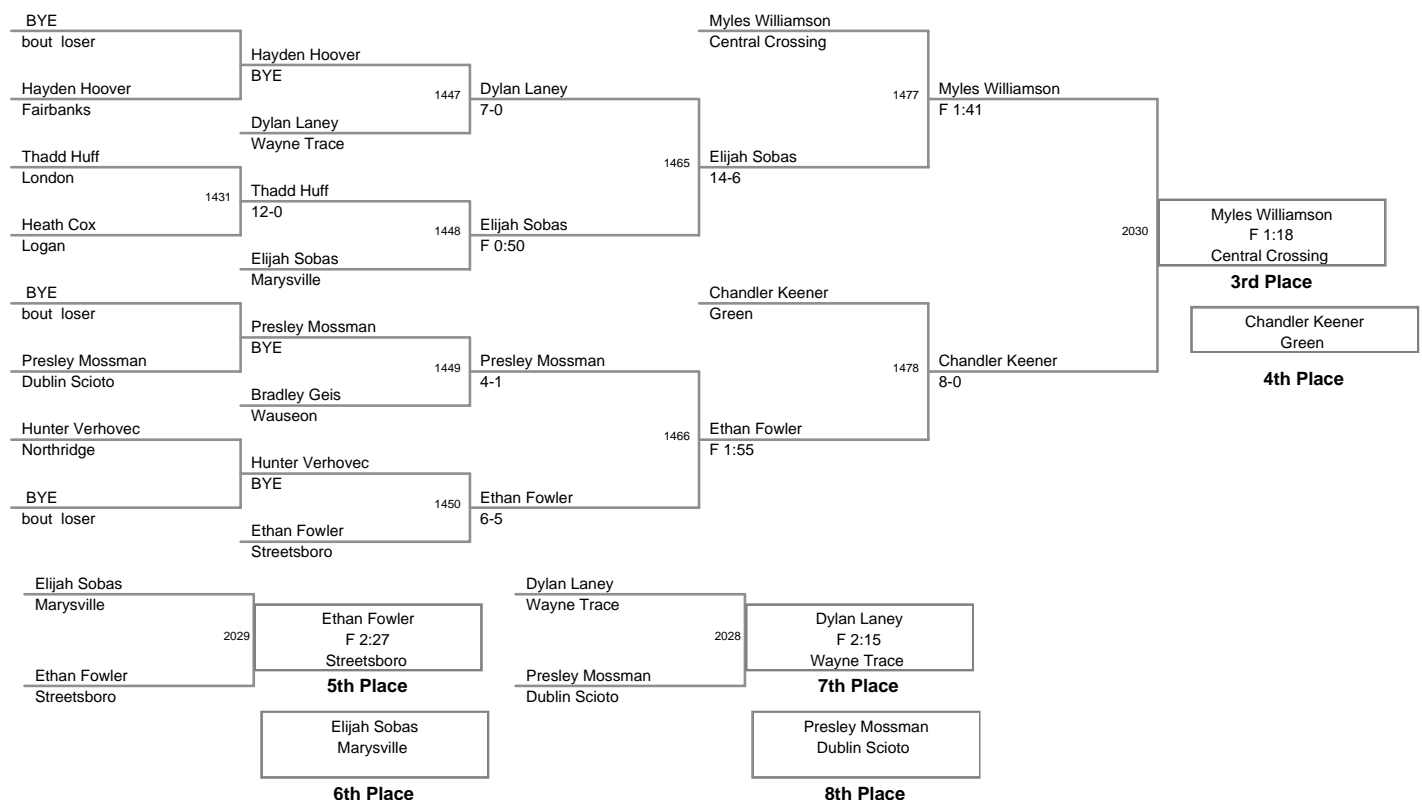 BYE
bout loser
Hayden Hoover
Fairbanks
Thadd Huff
London
1431
Heath Cox
Logan
BYE
bout loser
Presley Mossman
Dublin Scioto
Hunter Verhovec
Northridge
BYE
bout loser
Hayden Hoover
BYE
1447
Dylan Laney
Wayne Trace
Thadd Huff
12-0
1448
Elijah Sobas
Marysville
Presley Mossman
BYE
1449
Bradley Geis
Wauseon
Hunter Verhovec
BYE
1450
Ethan Fowler
Streetsboro
Dylan Laney
7-0
1465
Elijah Sobas
F 0:50
Presley Mossman
4-1
1466
Ethan Fowler
6-5
Myles Williamson
Central Crossing
1477
Elijah Sobas
14-6
Chandler Keener
Green
1478
Ethan Fowler
F 1:55
Myles Williamson
F 1:41
2030
Chandler Keener
8-0
Myles Williamson
F 1:18
Central Crossing
3rd Place
Chandler Keener
Green
4th Place
Elijah Sobas
Marysville
2029
Ethan Fowler
Streetsboro
Ethan Fowler
F 2:27
Streetsboro
5th Place
Elijah Sobas
Marysville
6th Place
Dylan Laney
Wayne Trace
2028
Presley Mossman
Dublin Scioto
Dylan Laney
F 2:15
Wayne Trace
7th Place
Presley Mossman
Dublin Scioto
8th Place